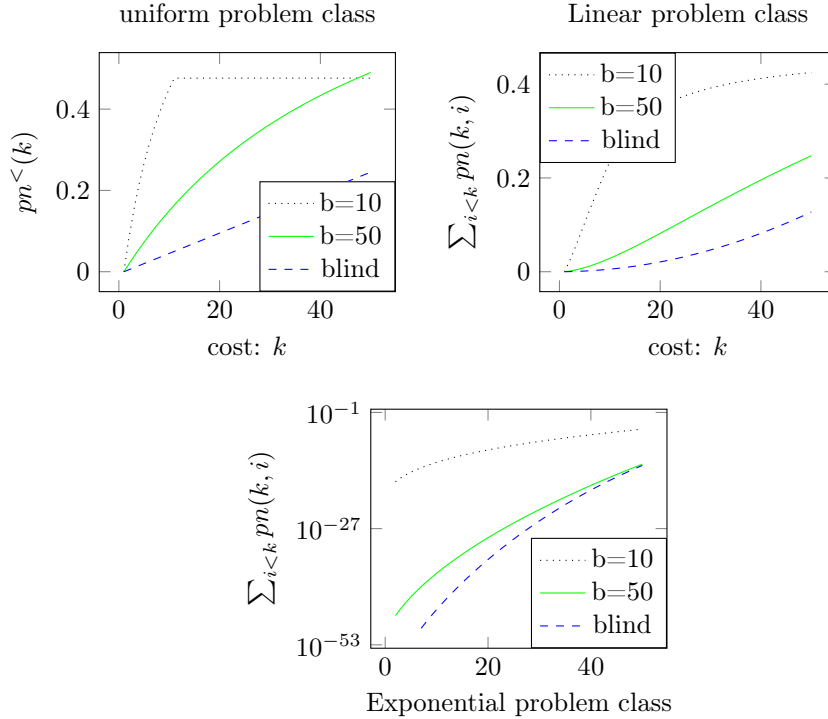 uniform problem class
pn^<(k)
0.4
0.2
0
b=10
b=50
blind
0 20 40
cost: k
Linear problem class
∑_{i<k} pn(k, i)
0.4
0.2
0
b=10
b=50
blind
0 20 40
cost: k
∑_{i<k} pn(k, i)
10^{-1}
10^{-27}
10^{-53}
b=10
b=50
blind
0 20 40
Exponential problem class